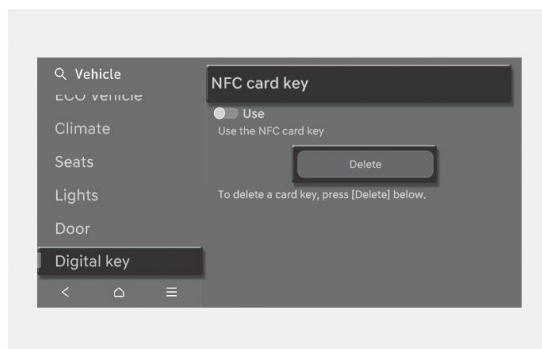 Vehicle
ECO vehicle
Climate
Seats
Lights
Door
Digital key
NFC card key
Use
Use the NFC card key
Delete
To delete a card key, press [Delete] below.